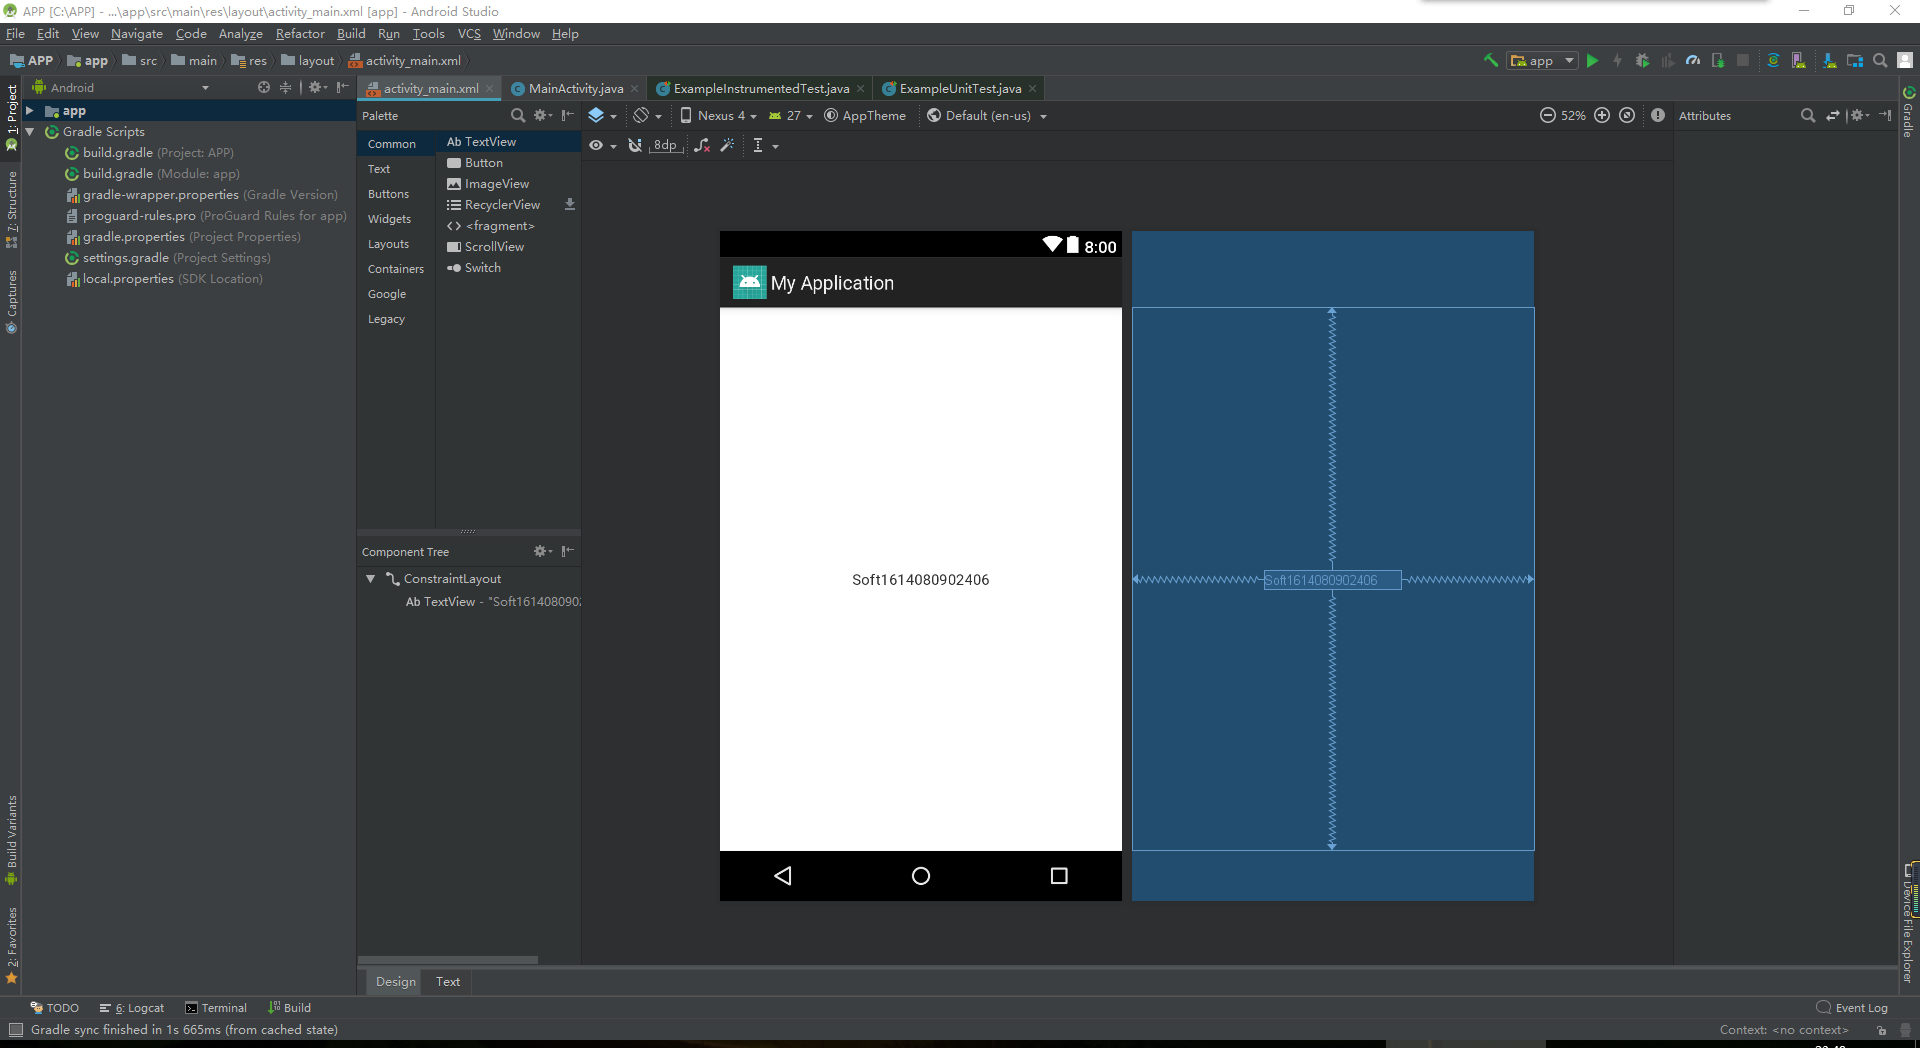 APP [C:\APP] - ...\app\src\main\res\layout\activity_main.xml [app] - Android Studio
File Edit View Navigate Code Analyze Refactor Build Run Tools VCS Window Help
APP app src main res layout activity_main.xml app
Android activity_main.xml MainActivity.java ExampleInstrumentedTest.java ExampleUnitTest.java
1: Project
Z: Structure
Captures
Build Variants
2: Favorites
app
Gradle Scripts
build.gradle (Project: APP)
build.gradle (Module: app)
gradle-wrapper.properties (Gradle Version)
proguard-rules.pro (ProGuard Rules for app)
gradle.properties (Project Properties)
settings.gradle (Project Settings)
local.properties (SDK Location)
Palette
Common
Text
Buttons
Widgets
Layouts
Containers
Google
Legacy
Ab TextView
Button
ImageView
RecyclerView
<fragment>
ScrollView
Switch
Component Tree
ConstraintLayout
Ab TextView - "Soft161408090
Nexus 4 27 AppTheme Default (en-us) 52%
8dp
8:00
My Application
Soft1614080902406
Soft1614080902406
Attributes
Gradle
Device File Explorer
Design Text
TODO 6: Logcat Terminal Build Event Log
Gradle sync finished in 1s 665ms (from cached state) Context: <no context>